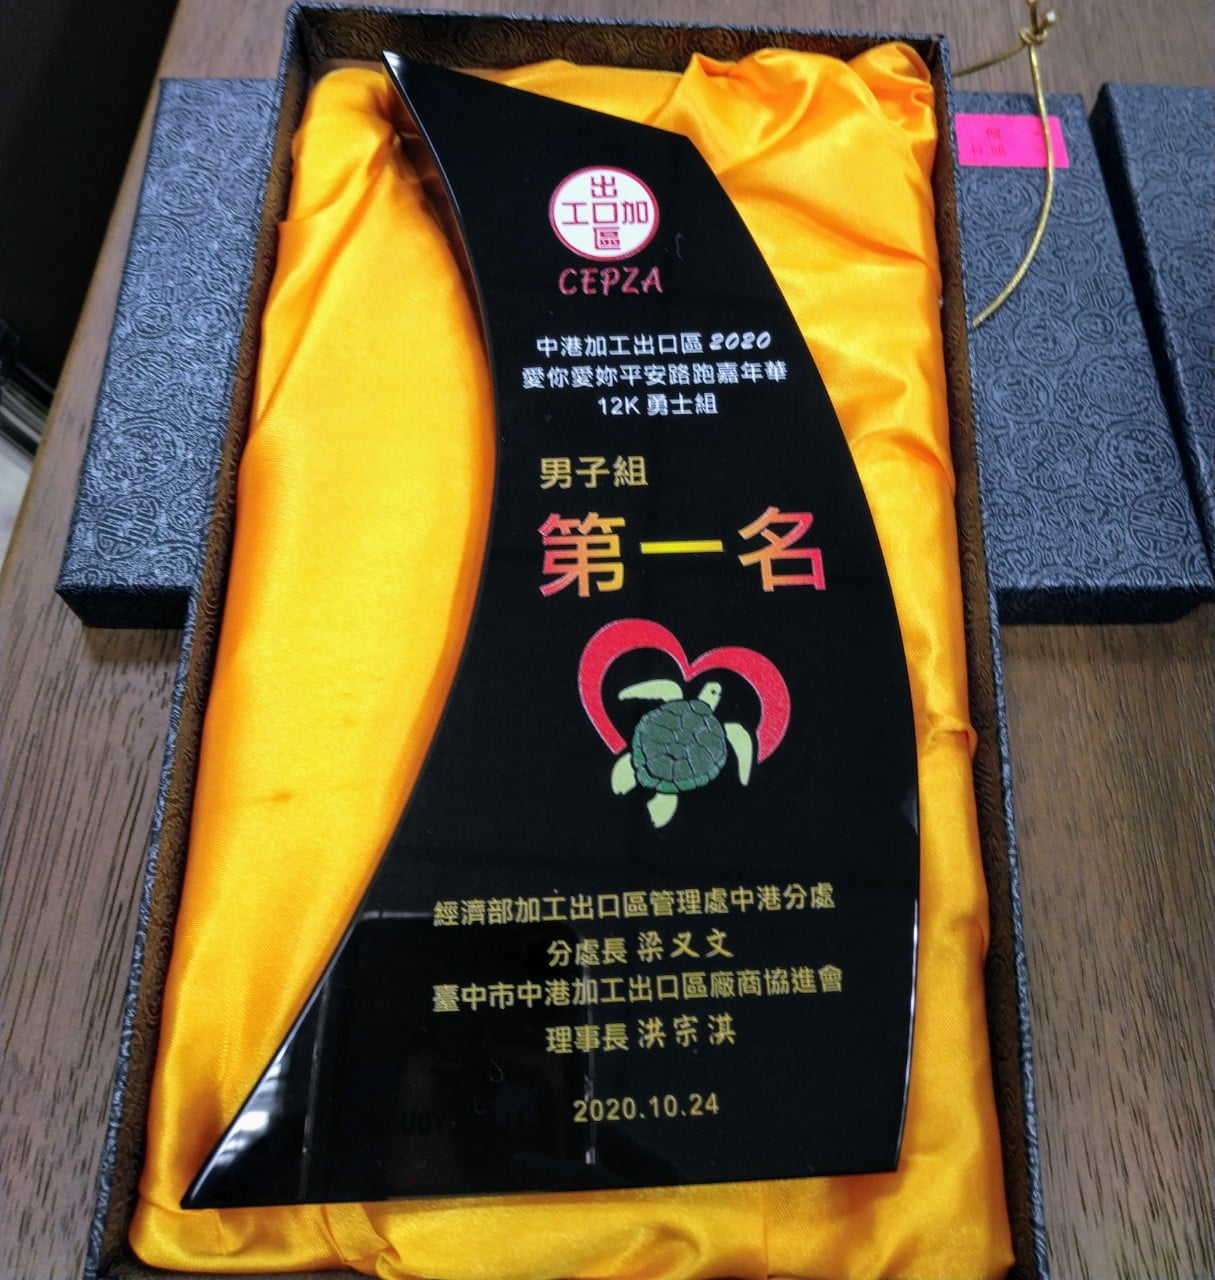 出
工口加
區
CEPZA
中港加工出口區 2020
愛你愛妳平安路跑嘉年華
12K 勇士組
男子組
第一名
經濟部加工出口區管理處中港分處
分處長 梁又文
臺中市中港加工出口區廠商協進會
理事長 洪宗淇
2020.10.24